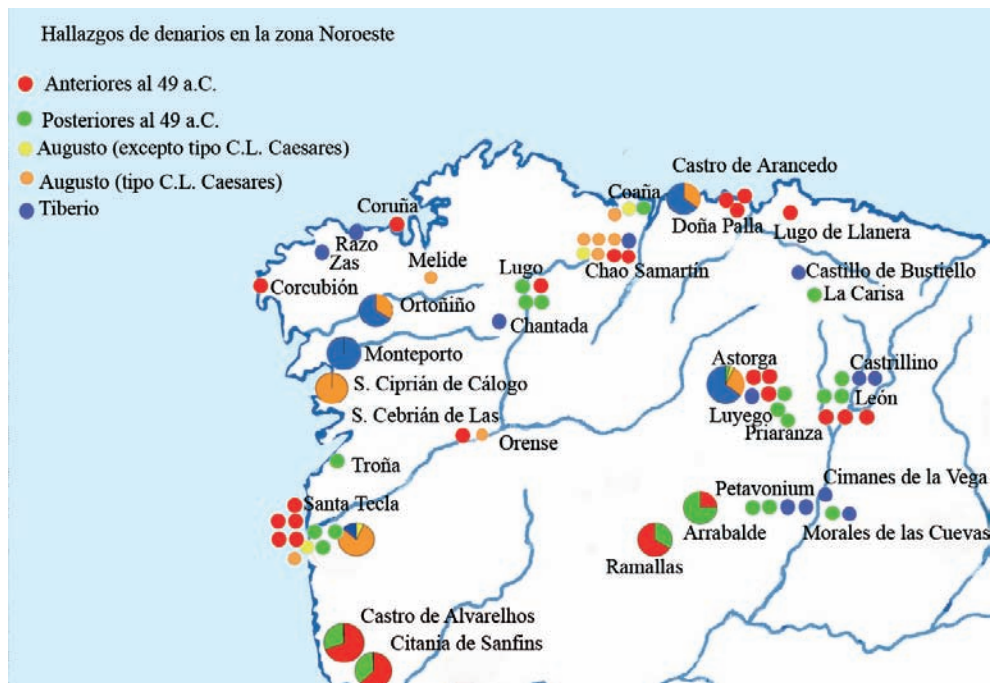 Hallazgos de denarios en la zona Noroeste
Anteriores al 49 a.C.
Posteriores al 49 a.C.
Augusto (excepto tipo C.L. Caesares)
Augusto (tipo C.L. Caesares)
Tiberio
Castro de Arancedo
Coaña
Doña Palla
Lugo de Llanera
Coruña
Razo
Zas
Melide
Lugo
Chao Samartín
Castillo de Bustiello
La Carisa
Corcubión
Ortoñiño
Chantada
Monteporto
Astorga
Castrillino
S. Ciprián de Cálogo
Luyego
León
S. Cebrián de Las
Orense
Priaranza
Troña
Cimanes de la Vega
Petavonium
Santa Tecla
Arrabalde
Morales de las Cuevas
Ramallas
Castro de Alvarelhos
Citania de Sanfins